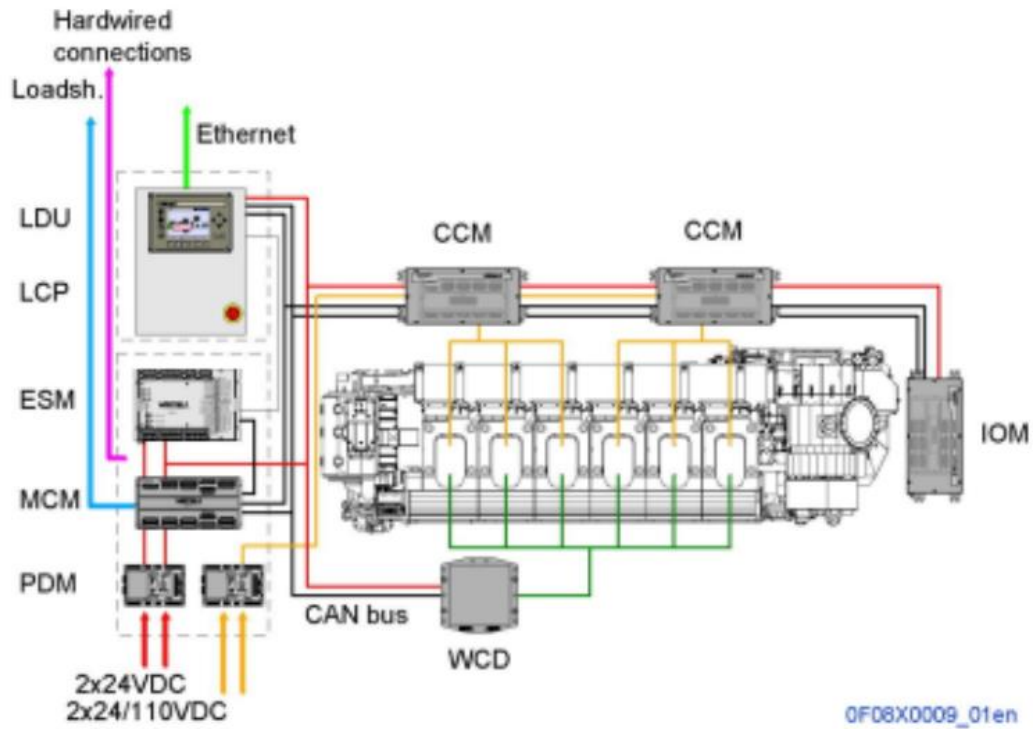 Hardwired
connections
Loadsh.
Ethernet
LDU
CCM
CCM
LCP
ESM
IOM
MCM
PDM
CAN bus
WCD
2x24VDC
2x24/110VDC
0F08X0009_01en